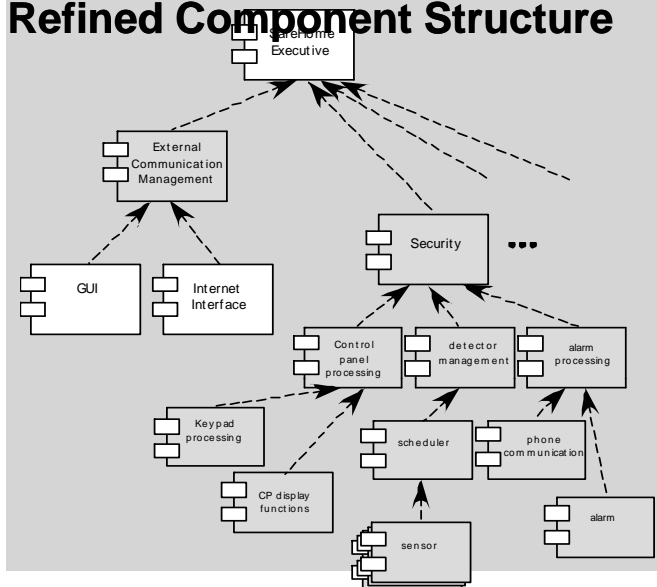 Refined Component Structure
SafeHome
Executive
External
Communication
Management
GUI
Internet
Interface
Security
Control
panel
processing
detector
management
alarm
processing
Keypad
processing
CP display
functions
scheduler
phone
communication
sensor
alarm